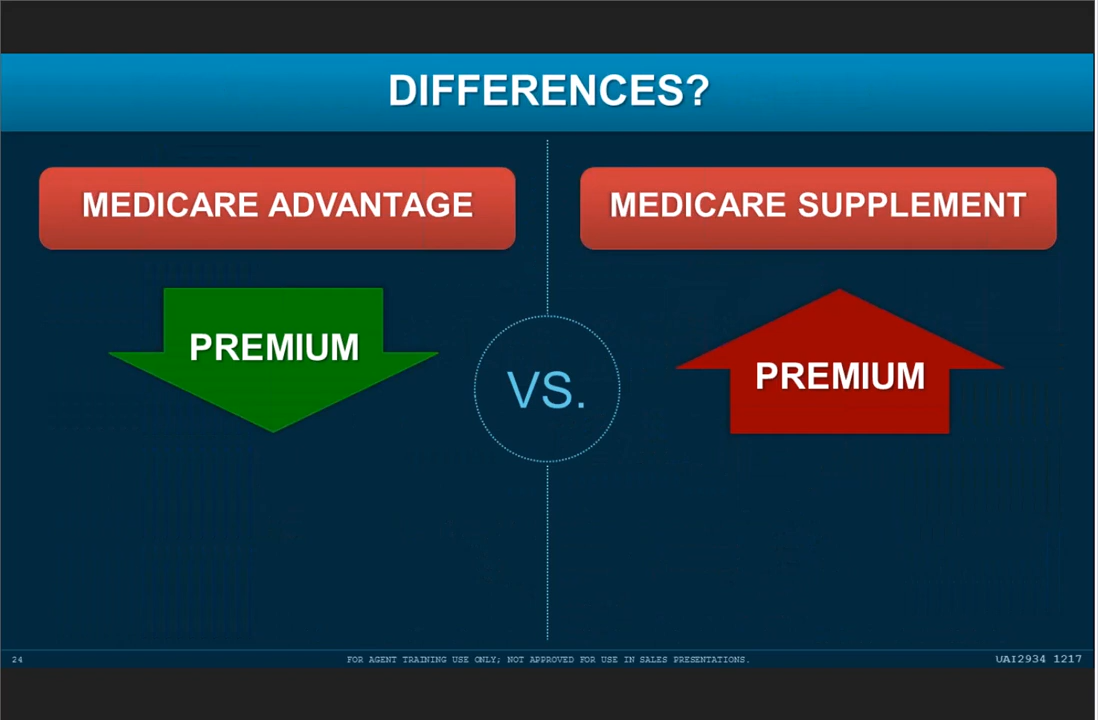 DIFFERENCES?
MEDICARE ADVANTAGE
MEDICARE SUPPLEMENT
PREMIUM
VS.
PREMIUM
24
FOR AGENT TRAINING USE ONLY; NOT APPROVED FOR USE IN SALES PRESENTATIONS.
UAI2934 1217